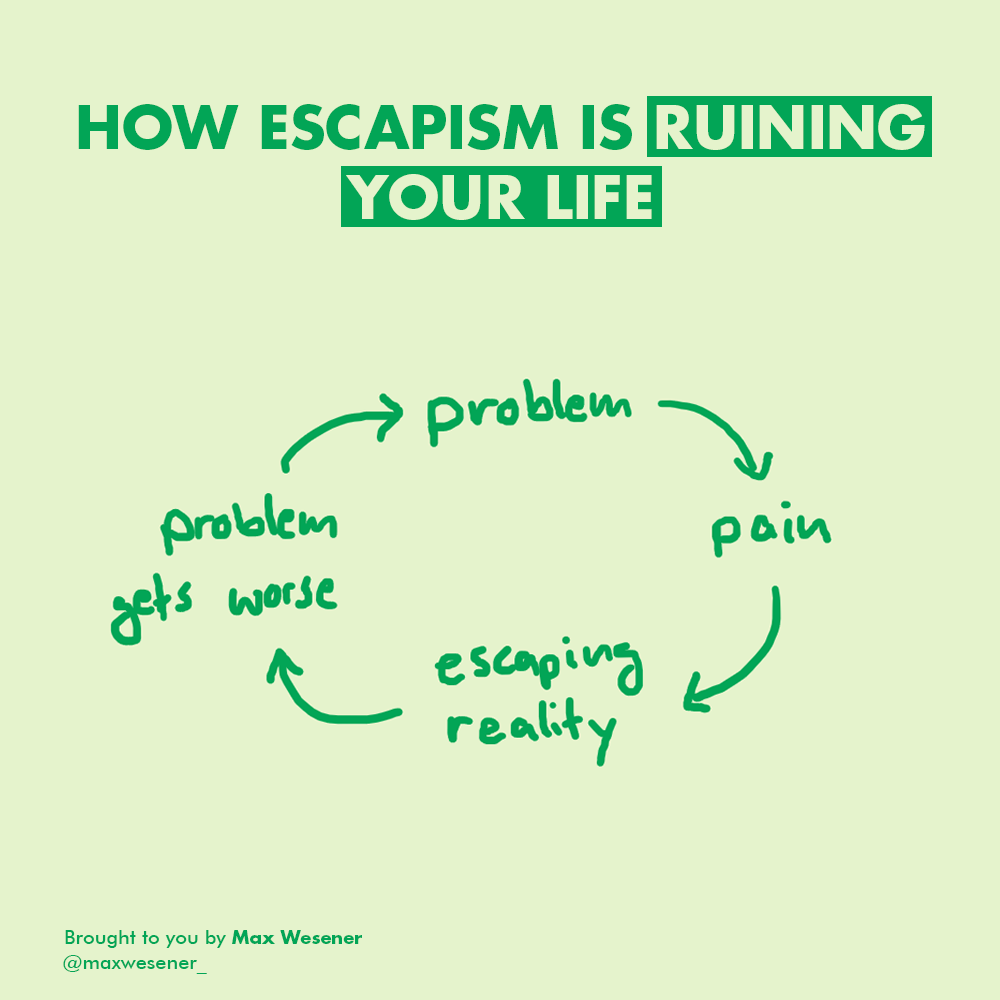 HOW ESCAPISM IS RUINING
YOUR LIFE
problem
pain
escaping
reality
problem
gets worse
Brought to you by Max Wesener
@maxwesener_